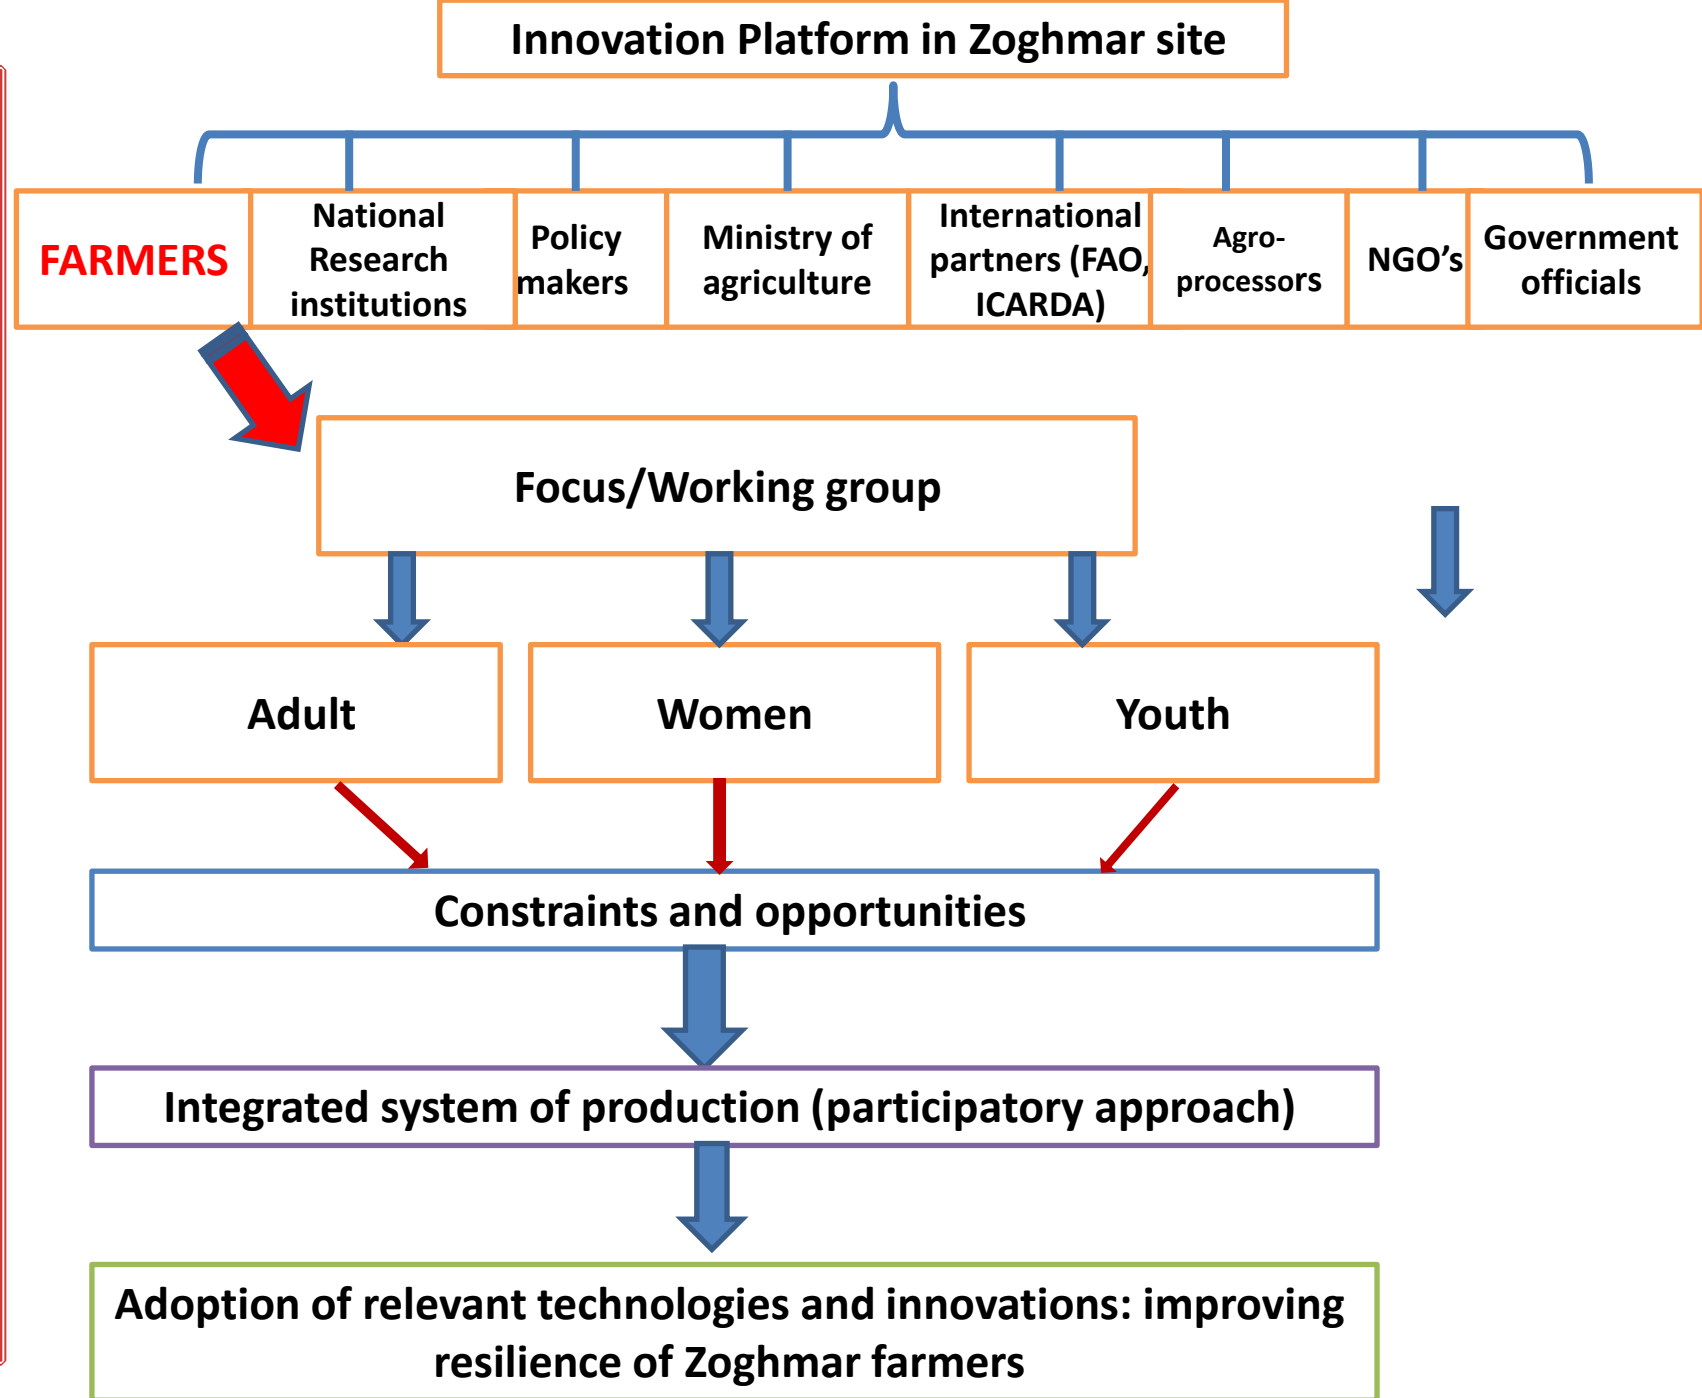 Innovation Platform in Zoghmar site
FARMERS
National
Research
institutions
Policy
makers
Ministry of
agriculture
International
partners (FAO,
ICARDA)
Agro-
processors
NGO’s
Government
officials
Focus/Working group
Adult
Women
Youth
Constraints and opportunities
Integrated system of production (participatory approach)
Adoption of relevant technologies and innovations: improving
resilience of Zoghmar farmers